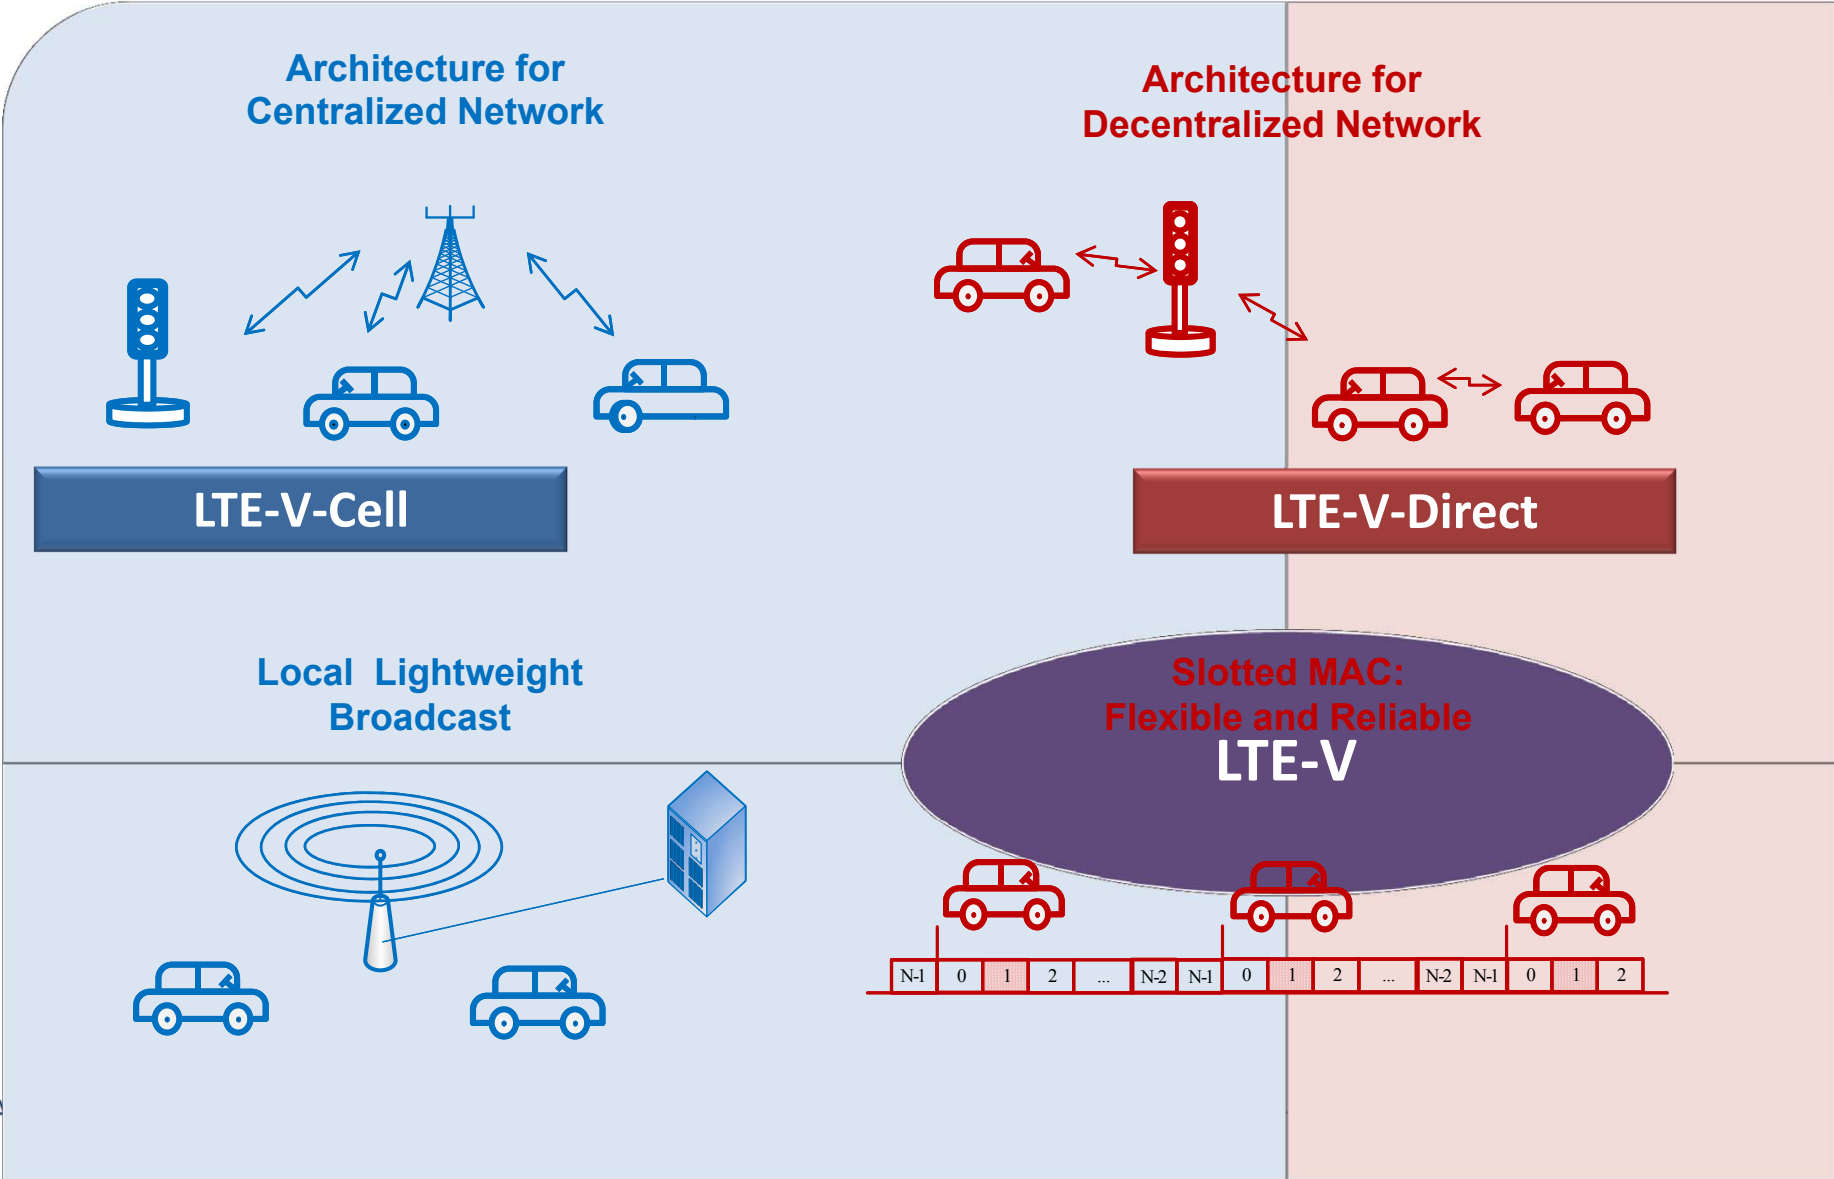 Architecture for
Centralized Network
Architecture for
Decentralized Network
LTE-V-Cell
LTE-V-Direct
Local Lightweight
Broadcast
Slotted MAC:
Flexible and Reliable
LTE-V
N-1 0 1 2 ... N-2 N-1 0 1 2 ... N-2 N-1 0 1 2